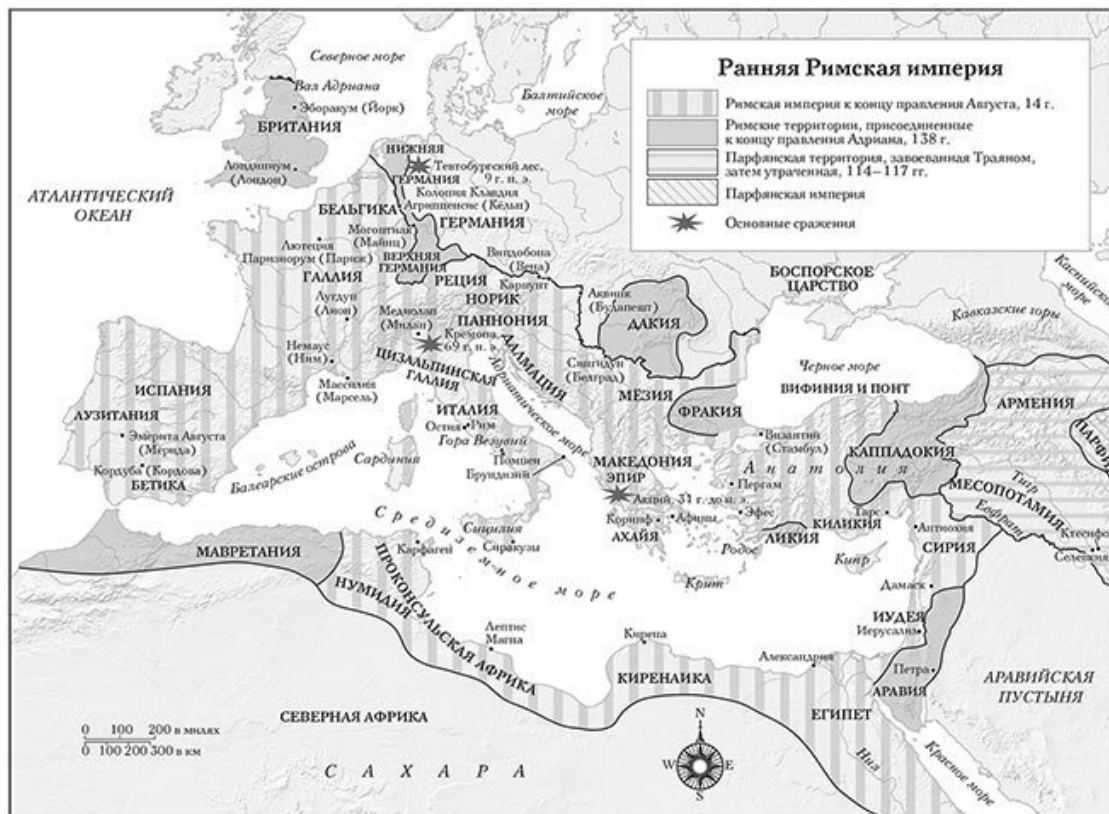 Ранняя Римская империя
Римская империя к концу правления Августа, 14 г.
Римские территории, присоединенные
к концу правления Адриана, 138 г.
Парфянская территория, завоеванная Траяном,
затем утраченная, 114–117 гг.
Парфянская империя
Основные сражения
Северное море
Вал Адриана
Эборакум (Йорк)
БРИТАНИЯ
Лондиниум
(Лондон)
Балтийское
море
АТЛАНТИЧЕСКИЙ
ОКЕАН
НИЖНЯЯ
ГЕРМАНИЯ
Тевтобургский лес,
9 г. н. э.
Колония Клавдия
Агриппенсис (Кёльн)
БЕЛЬГИКА
ГЕРМАНИЯ
Могонтиак
(Майнц)
Лютеция
Паризиорум (Париж)
ВЕРХНЯЯ
ГЕРМАНИЯ
Виндобона
(Вена)
Карнунт
ГАЛЛИЯ
РЕЦИЯ
НОРИК
Лугдун
(Лион)
Медиолан
(Милан)
ПАННОНИЯ
Аквинк
(Будапешт)
ДАКИЯ
БОСПОРСКОЕ
ЦАРСТВО
Каспийское
море
Кавказские горы
Кремона,
69 г. н. э.
Немаус
(Ним)
ЦИЗАЛЬПИНСКАЯ
ГАЛЛИЯ
ДАЛМАЦИЯ
Сингидун
(Белград)
Черное море
Массилия
(Марсель)
Адриатическое море
МЁЗИЯ
ФРАКИЯ
ВИФИНИЯ И ПОНТ
АРМЕНИЯ
ИСПАНИЯ
ЛУЗИТАНИЯ
Эмерита Августа
(Мерида)
Кордуба (Кордова)
БЕТИКА
Балеарские острова
Сардиния
ИТАЛИЯ
Остия
Рим
Гора Везувий
Помпеи
Брундизий
Византий
(Стамбул)
Анатолия
КАППАДОКИЯ
ПАРФИ
МАКЕДОНИЯ
ЭПИР
Акций, 31 г. до н. э.
Пергам
Тигр
МЕСОПОТАМИЯ
Евфрат
Ктесифо
Селевкия
Коринф
Афины
Эфес
АХАЙЯ
ЛИКИЯ
КИЛИКИЯ
Тарс
Антиохия
СИРИЯ
Родос
Кипр
Крит
Средиземное море
Сицилия
Сиракузы
Карфаген
МАВРЕТАНИЯ
НУМИДИЯ
ПРОКОНСУЛЬСКАЯ АФРИКА
Дамаск
ИУДЕЯ
Иерусалим
Лептис
Магна
Кирена
Александрия
Петра
КИРЕНАИКА
ЕГИПЕТ
АРАВИЯ
АРАВИЙСКАЯ
ПУСТЫНЯ
СЕВЕРНАЯ АФРИКА
САХАРА
Нил
Красное море
0 100 200 в милях
0 100 200 300 в км
N
W E
S